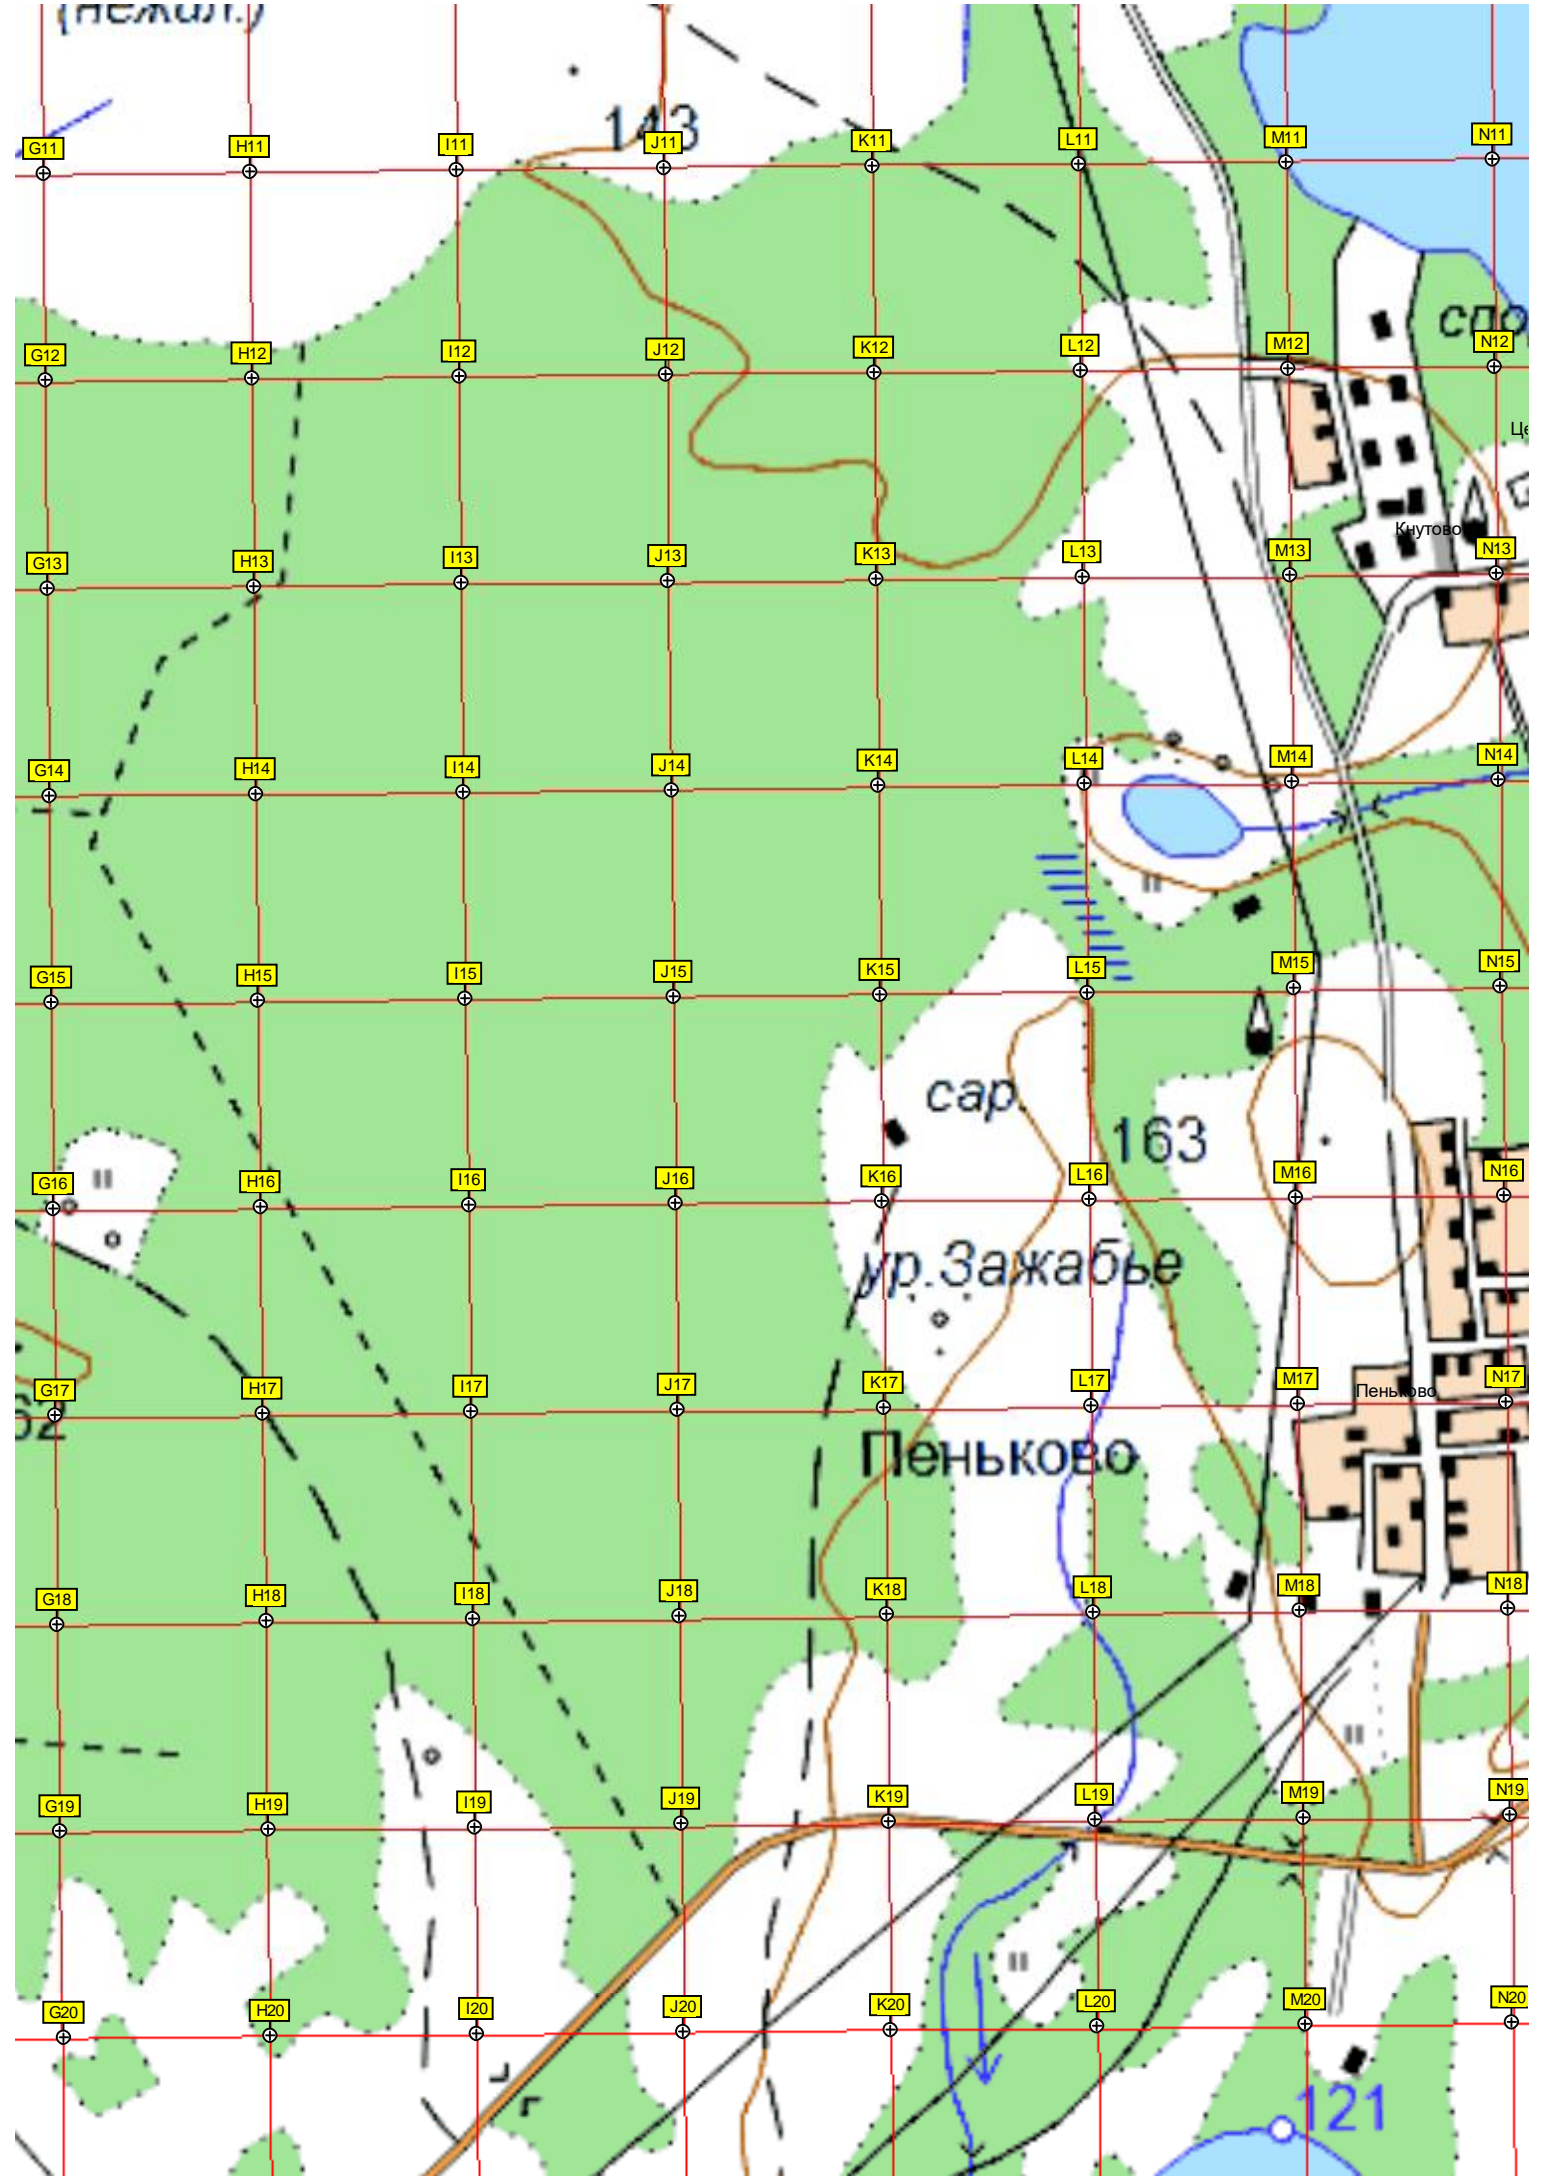 (нежил.)
143
G11 H11 I11 J11 K11 L11 M11 N11
G12 H12 I12 J12 K12 L12 M12 N12
Кнутово
G13 H13 I13 J13 K13 L13 M13 N13
G14 H14 I14 J14 K14 L14 M14 N14
G15 H15 I15 J15 K15 L15 M15 N15
сар.
163
G16 H16 I16 J16 K16 L16 M16 N16
ур.Зажабье
G17 H17 I17 J17 K17 L17 M17 N17
Пеньково
Пеньково
G18 H18 I18 J18 K18 L18 M18 N18
G19 H19 I19 J19 K19 L19 M19 N19
G20 H20 I20 J20 K20 L20 M20 N20
121